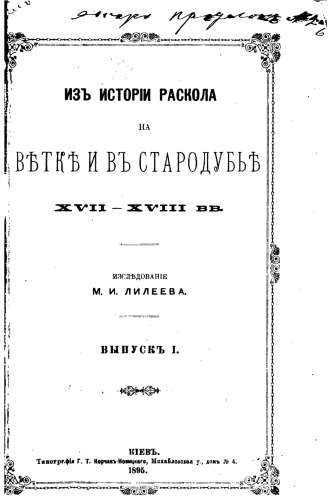 ИЗЪ ИСТОРІИ РАСКОЛА
НА
ВѢТКѢ И ВЪ СТАРОДУБЬѢ
XVII – XVIII ВВ.
ИЗСЛѢДОВАНІЕ
М. И. ЛИЛЕЕВА.
ВЫПУСКЪ I.
КІЕВЪ.
Типографія Г. Т. Корчакъ-Новицкаго, Михайловская у., домъ № 4.
1895.